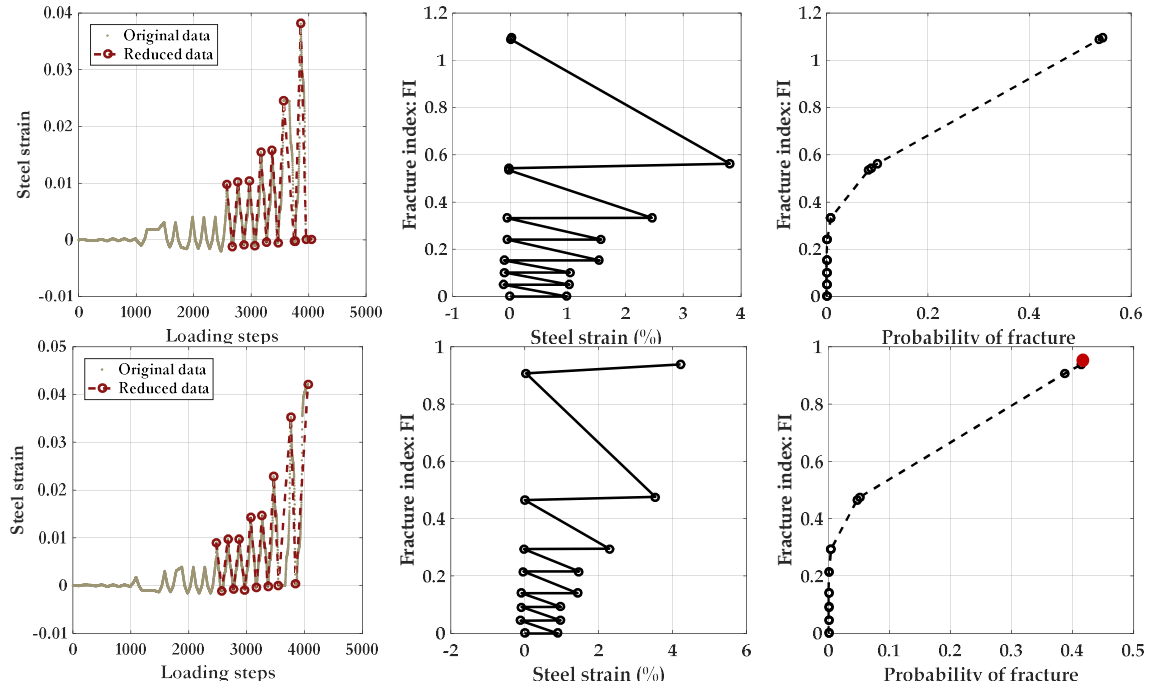 0.04
0.03
0.02
0.01
0
-0.01
Steel strain
Original data
Reduced data
0 1000 2000 3000 4000 5000
Loading steps
1.2
1
0.8
0.6
0.4
0.2
0
Fracture index: FI
-1 0 1 2 3 4
Steel strain (%)
1.2
1
0.8
0.6
0.4
0.2
0
Fracture index: FI
0 0.2 0.4 0.6
Probability of fracture
0.05
0.04
0.03
0.02
0.01
0
-0.01
Steel strain
Original data
Reduced data
0 1000 2000 3000 4000 5000
Loading steps
1
0.8
0.6
0.4
0.2
0
Fracture index: FI
-2 0 2 4 6
Steel strain (%)
1
0.8
0.6
0.4
0.2
0
Fracture index: FI
0 0.1 0.2 0.3 0.4 0.5
Probability of fracture